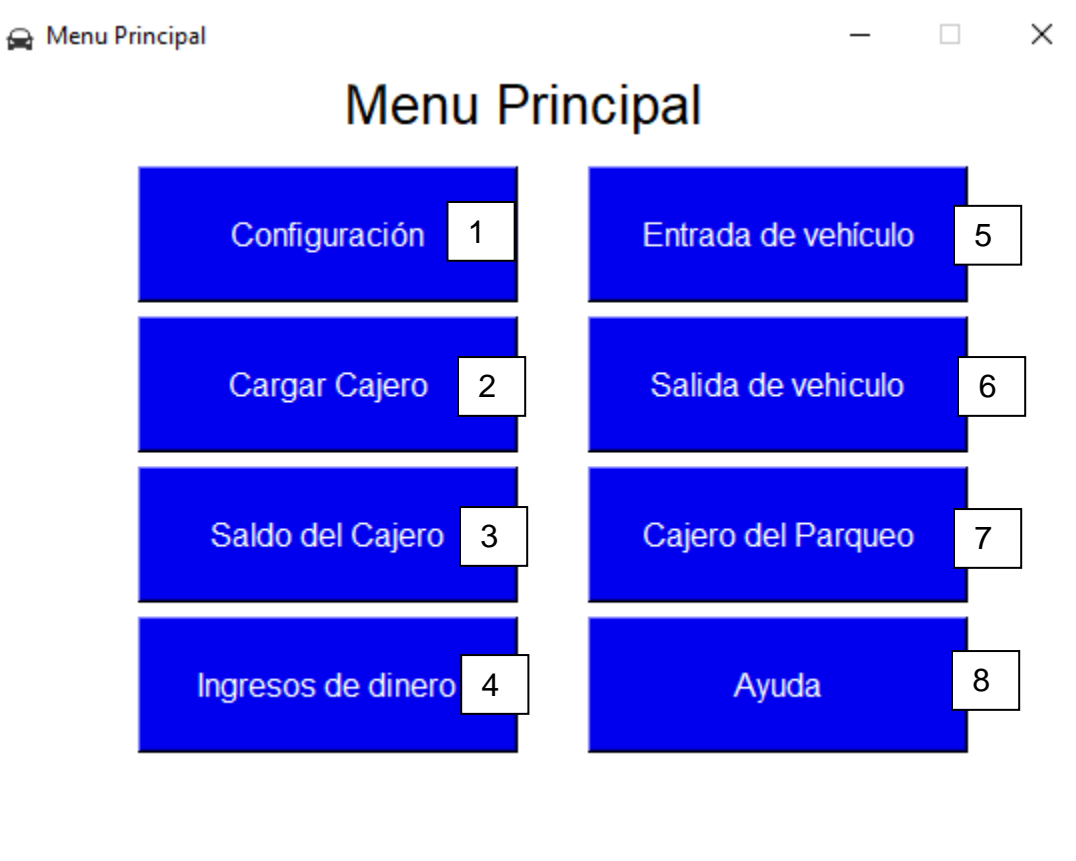 Menu Principal
Menu Principal
Configuración 1
Entrada de vehículo 5
Cargar Cajero 2
Salida de vehiculo 6
Saldo del Cajero 3
Cajero del Parqueo 7
Ingresos de dinero 4
Ayuda 8